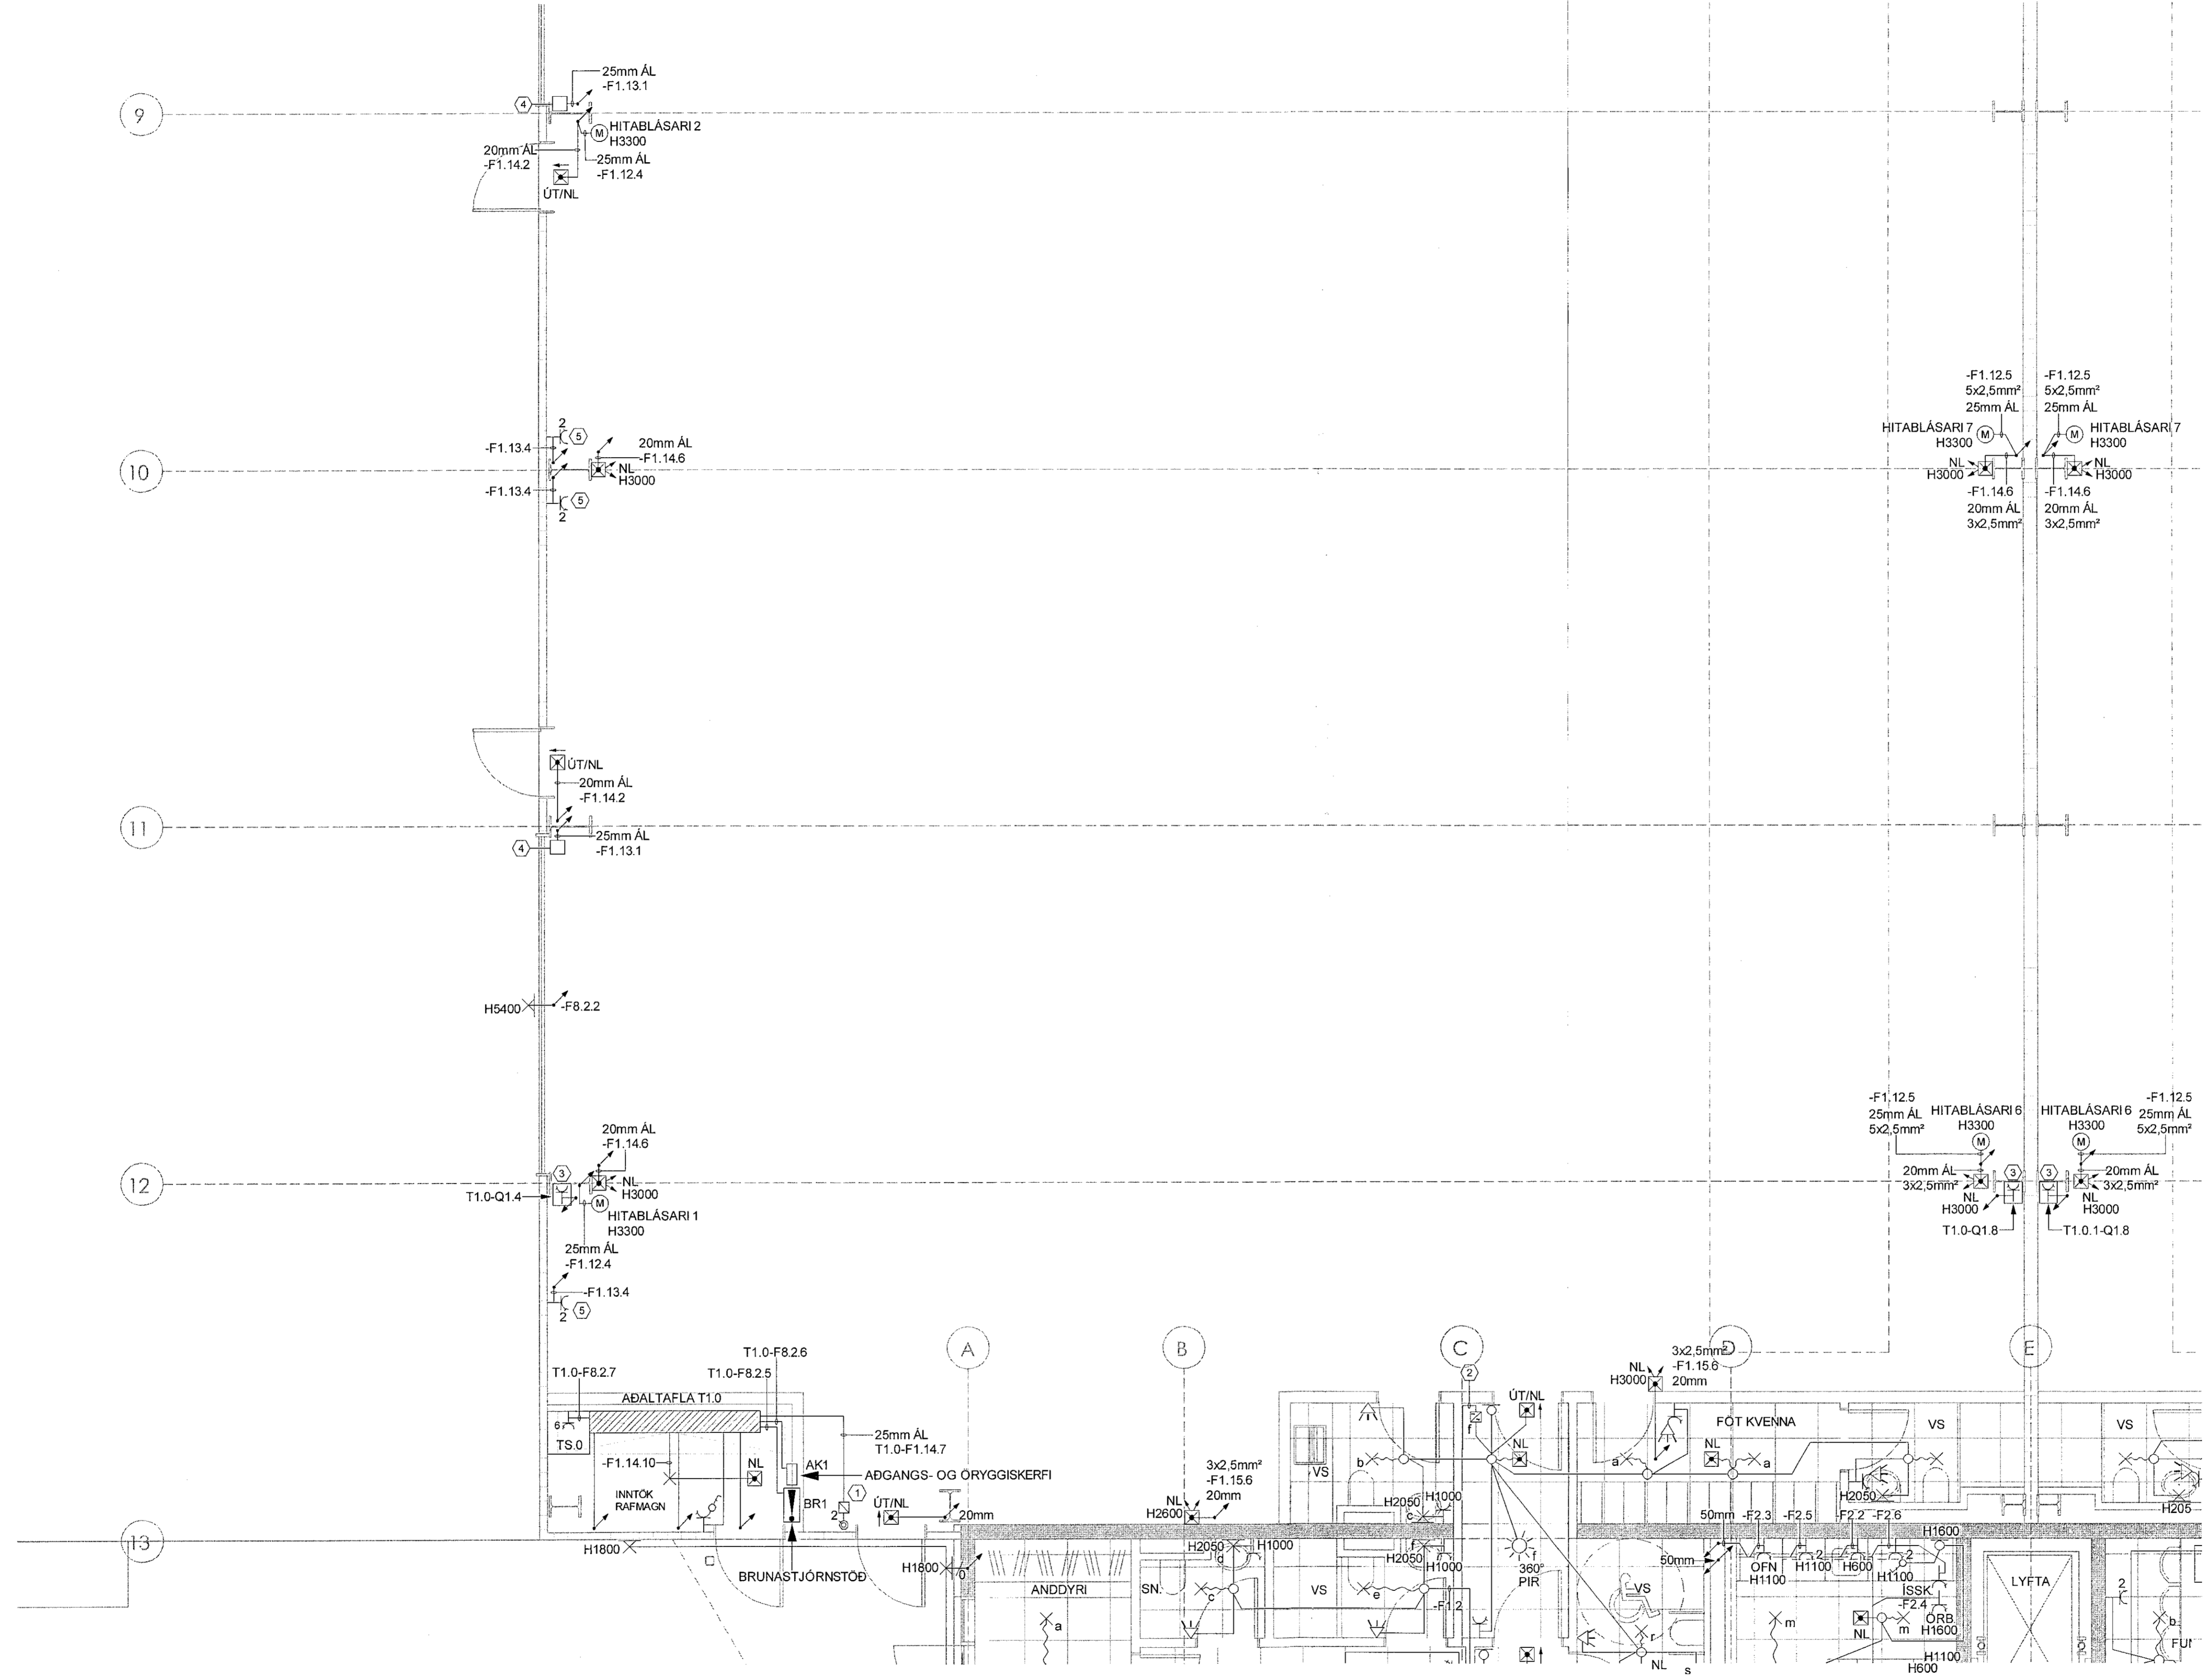 25mm ÁL
-F1.13.1
4
9
HITABLÁSARI 2
M
H3300
20mm ÁL
-F1.14.2
25mm ÁL
-F1.12.4
ÚT/NL
-F1.12.5
5x2,5mm²
25mm ÁL
-F1.12.5
5x2,5mm²
25mm ÁL
HITABLÁSARI 7
H3300
M
M
HITABLÁSARI 7
H3300
2
5
-F1.13.4
20mm ÁL
-F1.14.6
10
NL
H3000
NL
H3000
NL
H3000
-F1.13.4
5
2
-F1.14.6
20mm ÁL
3x2,5mm²
-F1.14.6
20mm ÁL
3x2,5mm²
ÚT/NL
20mm ÁL
-F1.14.2
11
25mm ÁL
-F1.13.1
4
H5400
-F8.2.2
-F1.12.5
25mm ÁL
5x2,5mm²
HITABLÁSARI 6
H3300
M
HITABLÁSARI 6
H3300
M
-F1.12.5
25mm ÁL
5x2,5mm²
20mm ÁL
-F1.14.6
12
3
NL
H3000
T1.0-Q1.4
M
HITABLÁSARI 1
H3300
20mm ÁL
3x2,5mm²
3
3
20mm ÁL
3x2,5mm²
NL
H3000
NL
H3000
T1.0-Q1.8
T1.0.1-Q1.8
25mm ÁL
-F1.12.4
-F1.13.4
5
2
A
B
C
D
E
T1.0-F8.2.6
T1.0-F8.2.7
T1.0-F8.2.5
AÐALTAFLA T1.0
6
TS.0
25mm ÁL
T1.0-F1.14.7
-F1.14.10
NL
AK1
AÐGANGS- OG ÖRYGGISKERFI
INNTÖK
RAFMAGN
BR1
1
2
ÚT/NL
20mm
3x2,5mm²
-F1.15.6
20mm
NL
H2600
2
f
ÚT/NL
NL
3x2,5mm²
-F1.15.6
20mm
NL
H3000
FÖT KVENNA
VS
VS
VS
b
a
NL
a
H2050
H1000
c
H2050
H205
50mm
-F2.3
-F2.5
-F2.2
-F2.6
H1600
13
H1800
BRUNASTJÓRNSTÖÐ
H1800
0
ANDDYRI
SN.
H2050
d
H1000
c
VS
e
H2050
f
H1000
-F1.2
f
360°
PIR
50mm
VS
OFN
H1100
2
H1100
H600
2
H1100
ÍSSK.
-F2.4
ÖRB.
H1600
LYFTA
2
a
r
NL
s
m
NL
m
H1100
H600
b
FUN